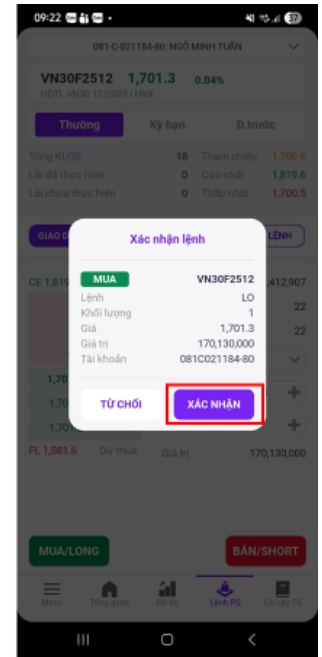 09:22
37
081-C-021184-80: NGÔ MINH TUẤN
VN30F2512 1,701.3 0.04%
HDTL VN30 12/2025 | HNX
Thường Kỳ hạn Đ.trước
Tổng KLGD 18 Tham chiếu 1,700.6
Lãi đã thực hiện 0 Cao nhất 1,819.6
Lãi chưa thực hiện 0 Thấp nhất 1,700.5
GIAO D LỆNH
Xác nhận lệnh
CE 1,819 ,412,907
MUA VN30F2512
Lệnh LO
22
Khối lượng 1
Giá 1,701.3
22
Giá trị 170,130,000
Tài khoản 081C021184-80
1,70
TỪ CHỐI XÁC NHẬN
1,70
1,701
FL 1,581.6 Dư mua Giá trị 170,130,000
MUA/LONG BÁN/SHORT
Menu Tổng quan Đồ thị Lệnh PS Cơ cấu TS